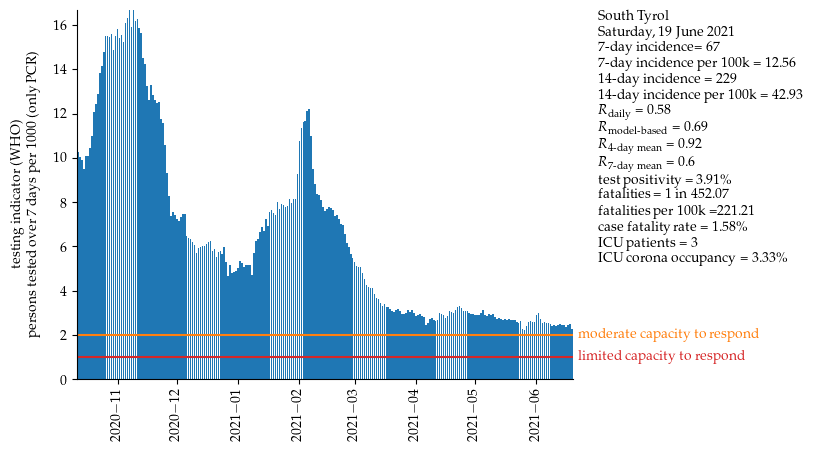 testing indicator (WHO)
persons tested over 7 days per 1000 (only PCR)
16
14
12
10
8
6
4
2
0
2020−11
2020−12
2021−01
2021−02
2021−03
2021−04
2021−05
2021−06
moderate capacity to respond
limited capacity to respond
South Tyrol
Saturday, 19 June 2021
7-day incidence= 67
7-day incidence per 100k = 12.56
14-day incidence = 229
14-day incidence per 100k = 42.93
R daily = 0.58
R model-based = 0.69
R 4-day mean = 0.92
R 7-day mean = 0.6
test positivity = 3.91%
fatalities = 1 in 452.07
fatalities per 100k =221.21
case fatality rate = 1.58%
ICU patients = 3
ICU corona occupancy = 3.33%